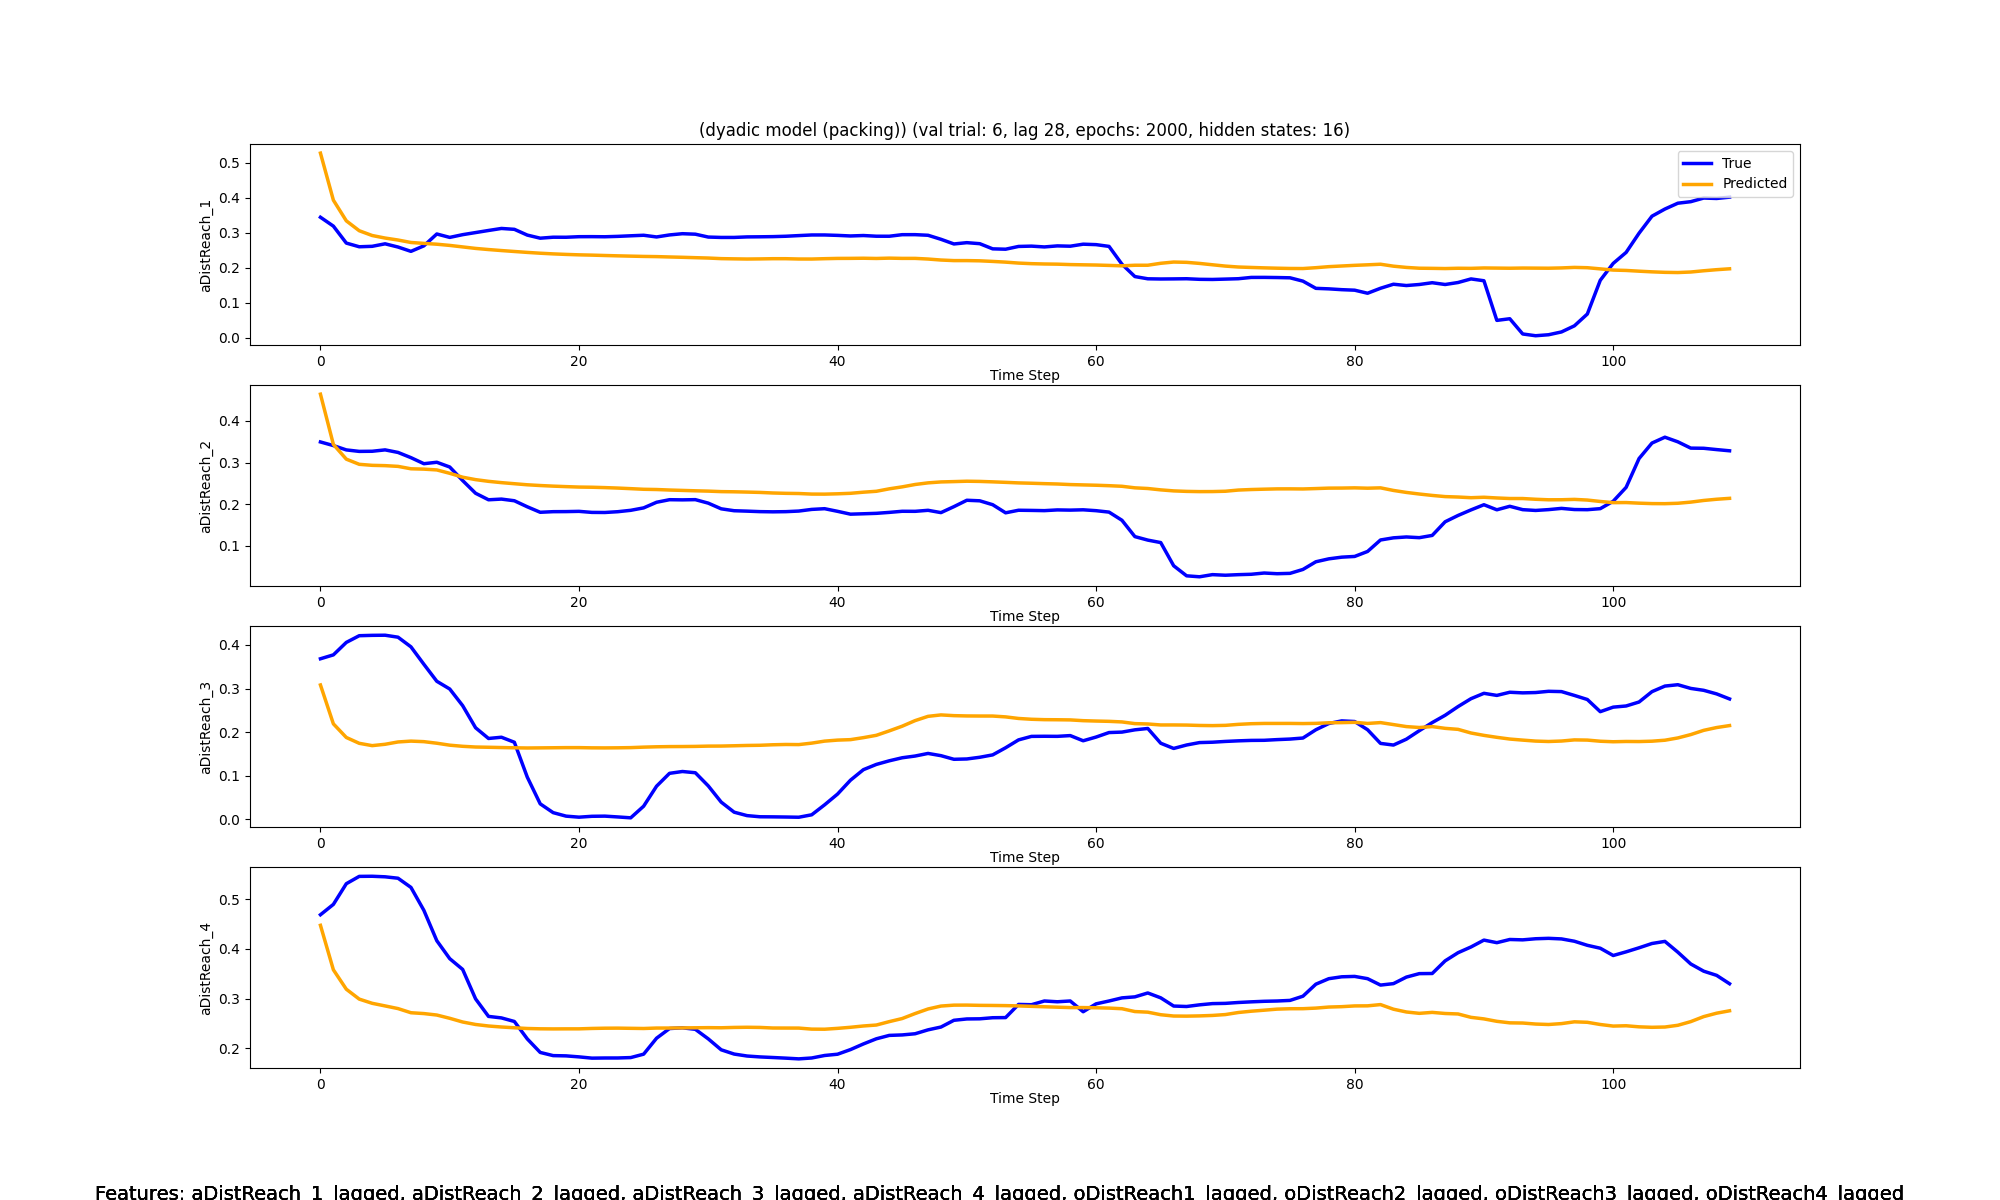 (dyadic model (packing)) (val trial: 6, lag 28, epochs: 2000, hidden states: 16)
True
Predicted
aDistReach_1
0.5
0.4
0.3
0.2
0.1
0.0
0 20 40 60 80 100
Time Step
aDistReach_2
0.4
0.3
0.2
0.1
0 20 40 60 80 100
Time Step
aDistReach_3
0.4
0.3
0.2
0.1
0.0
0 20 40 60 80 100
Time Step
aDistReach_4
0.5
0.4
0.3
0.2
0 20 40 60 80 100
Time Step
Features: aDistReach_1_lagged, aDistReach_2_lagged, aDistReach_3_lagged, aDistReach_4_lagged, oDistReach1_lagged, oDistReach2_lagged, oDistReach3_lagged, oDistReach4_lagged